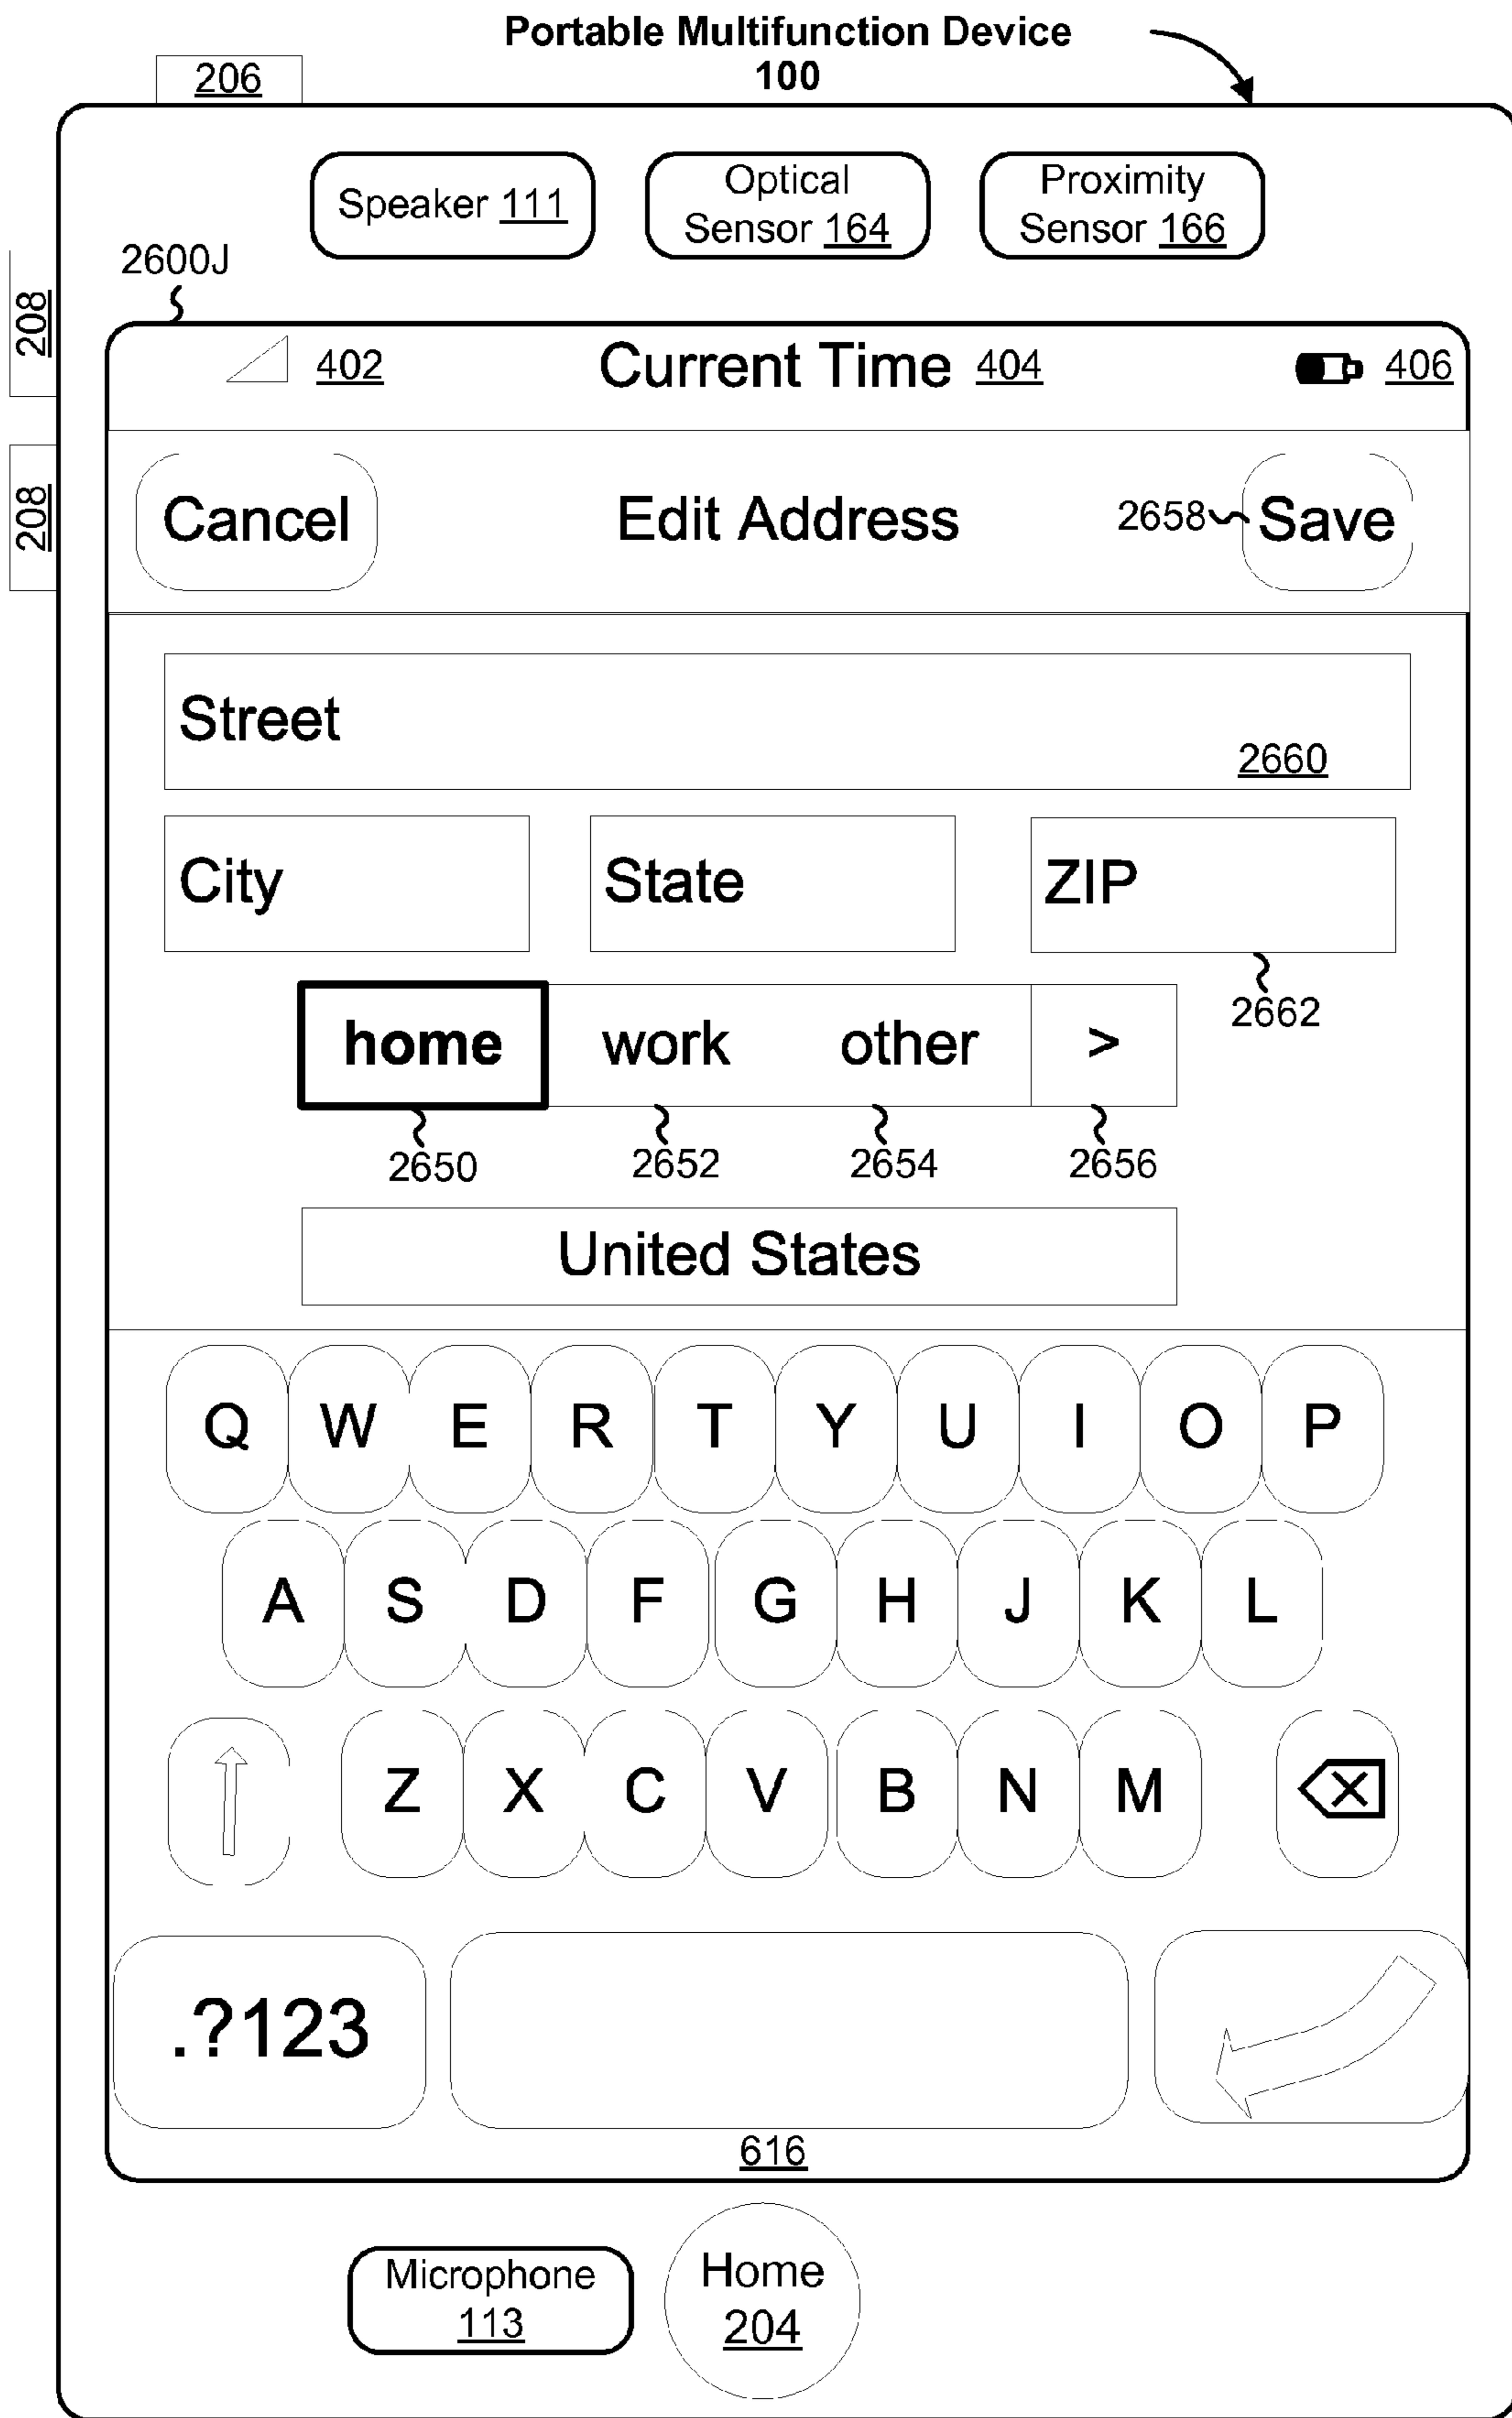 Portable Multifunction Device
100
206
Speaker 111
Optical
Sensor 164
Proximity
Sensor 166
2600J
208
208
402
Current Time 404
406
Cancel
Edit Address
2658
Save
Street
2660
City
State
ZIP
2662
home
work
other
>
2650
2652
2654
2656
United States
Q W E R T Y U I O P
A S D F G H J K L
Z X C V B N M
.?123
616
Microphone
113
Home
204